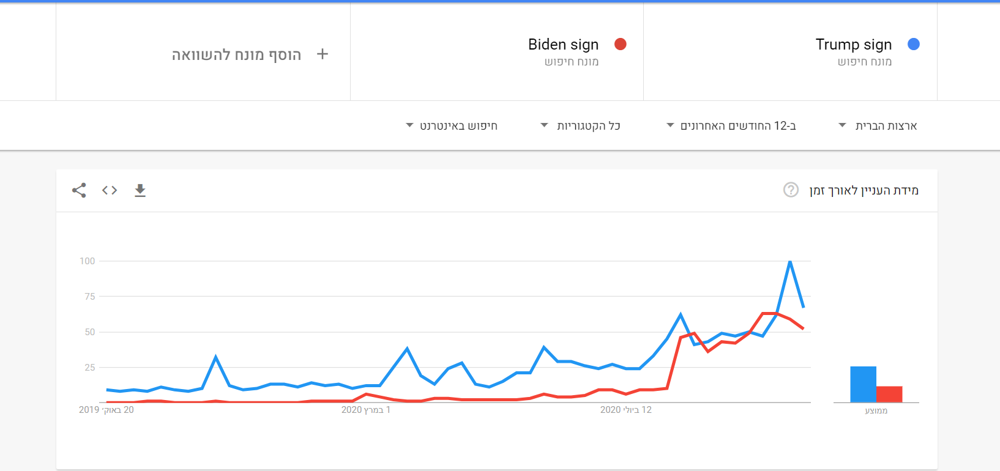 Trump sign
מונח חיפוש
Biden sign
מונח חיפוש
+ הוסף מונח להשוואה
ארצות הברית
ב-12 החודשים האחרונים
כל הקטגוריות
חיפוש באינטרנט
מידת העניין לאורך זמן
?
100
75
50
25
20 באוק׳ 2019
1 במרץ 2020
12 ביולי 2020
ממוצע